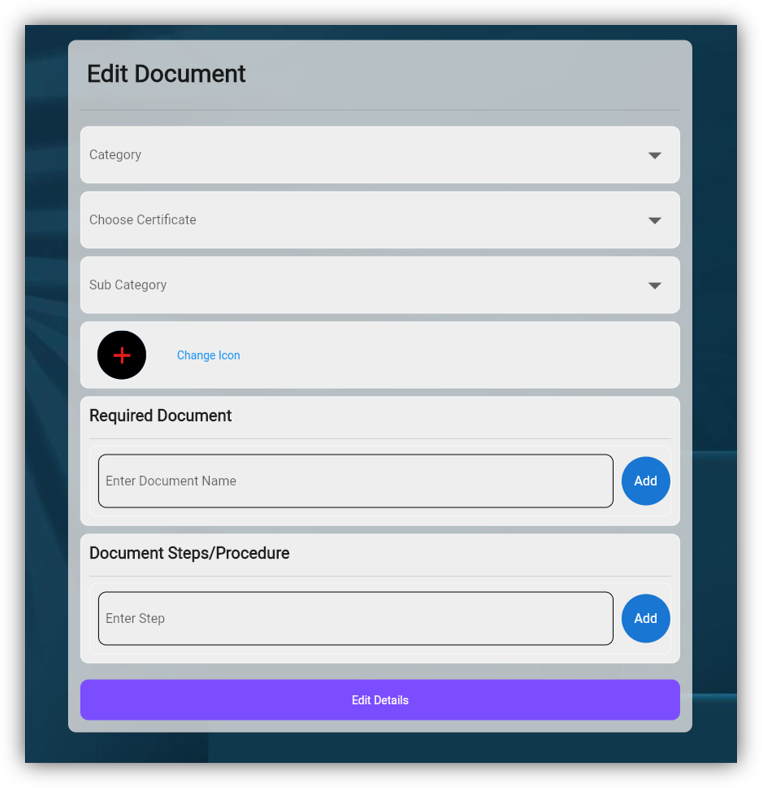 Edit Document
Category
Choose Certificate
Sub Category
Change Icon
Required Document
Enter Document Name
Add
Document Steps/Procedure
Enter Step
Add
Edit Details